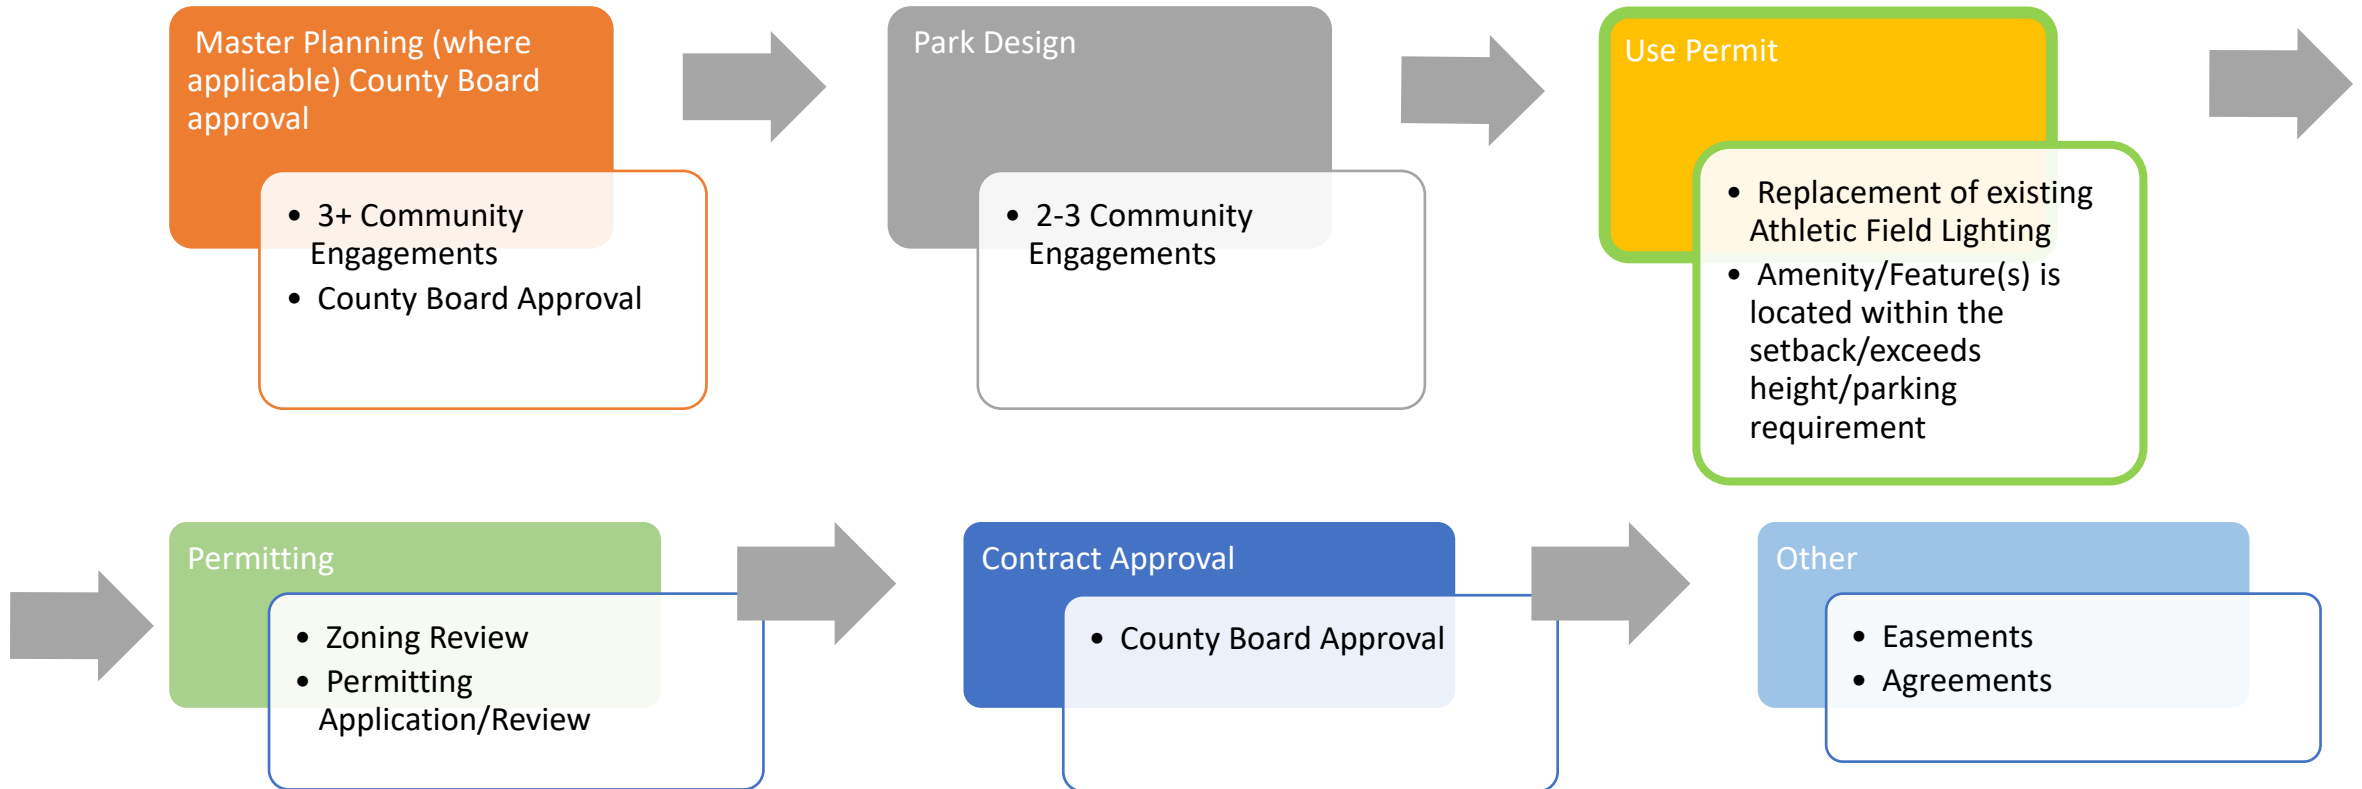 Master Planning (where
applicable) County Board
approval
• 3+ Community
Engagements
• County Board Approval
Park Design
• 2-3 Community
Engagements
Use Permit
• Replacement of existing
Athletic Field Lighting
• Amenity/Feature(s) is
located within the
setback/exceeds
height/parking
requirement
Permitting
• Zoning Review
• Permitting
Application/Review
Contract Approval
• County Board Approval
Other
• Easements
• Agreements